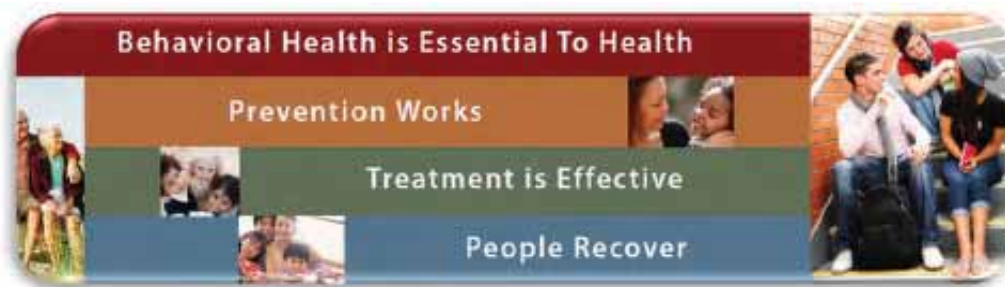 Behavioral Health is Essential To Health
Prevention Works
Treatment is Effective
People Recover